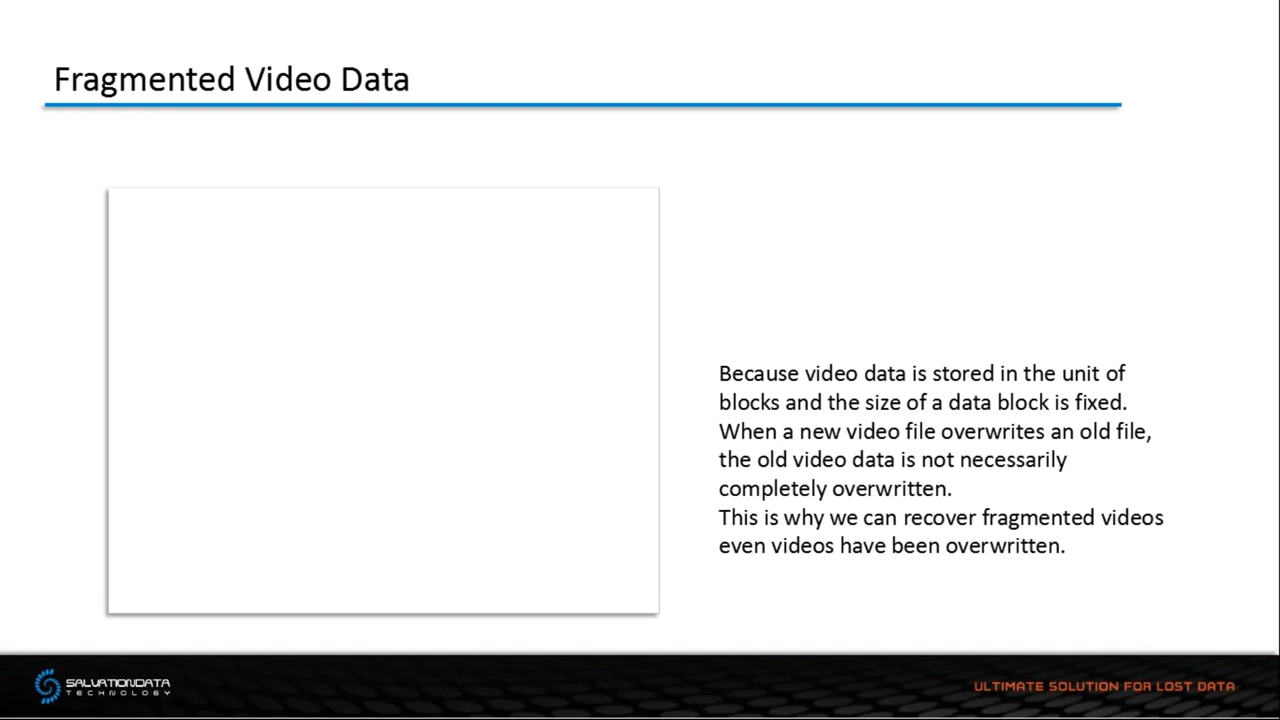 Fragmented Video Data
Because video data is stored in the unit of
blocks and the size of a data block is fixed.
When a new video file overwrites an old file,
the old video data is not necessarily
completely overwritten.
This is why we can recover fragmented videos
even videos have been overwritten.
SALVATIONDATA
TECHNOLOGY
ULTIMATE SOLUTION FOR LOST DATA